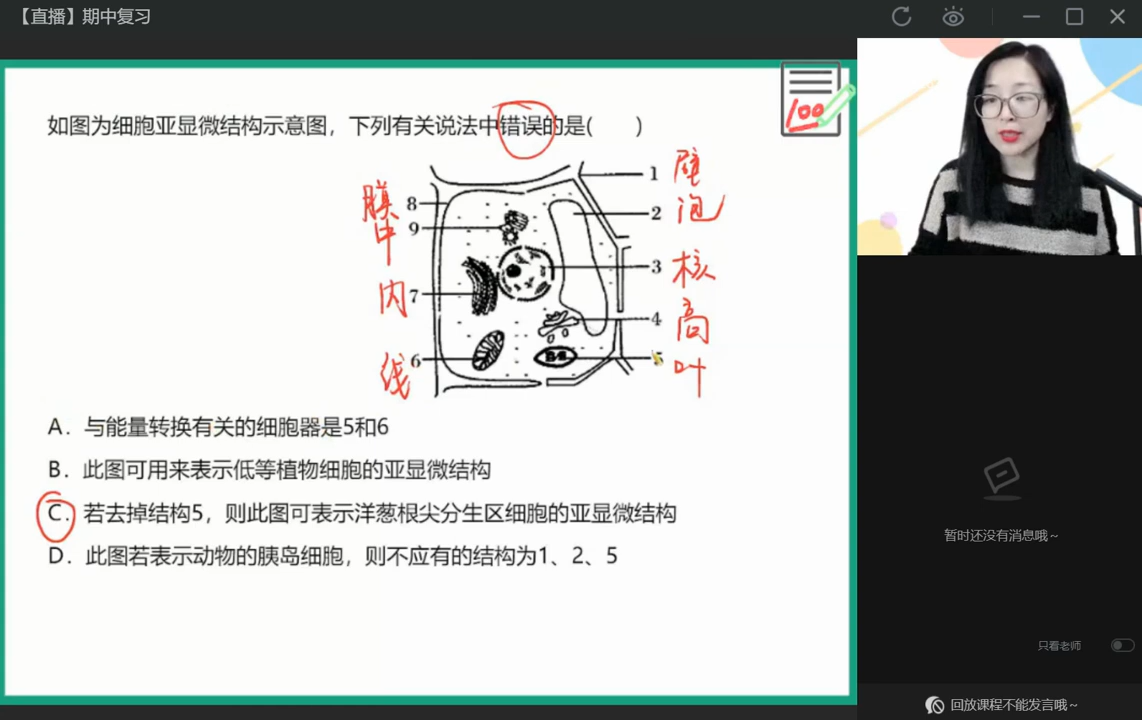 【直播】期中复习
100
如图为细胞亚显微结构示意图，下列有关说法中错误的是(　　)
1 壁
膜 8
2 泡
中 9
3 核
内 7
4 高
线 6
5 叶
A．与能量转换有关的细胞器是5和6
B．此图可用来表示低等植物细胞的亚显微结构
C．若去掉结构5，则此图可表示洋葱根尖分生区细胞的亚显微结构
D．此图若表示动物的胰岛细胞，则不应有的结构为1、2、5
暂时还没有消息哦～
只看老师
回放课程不能发言哦～